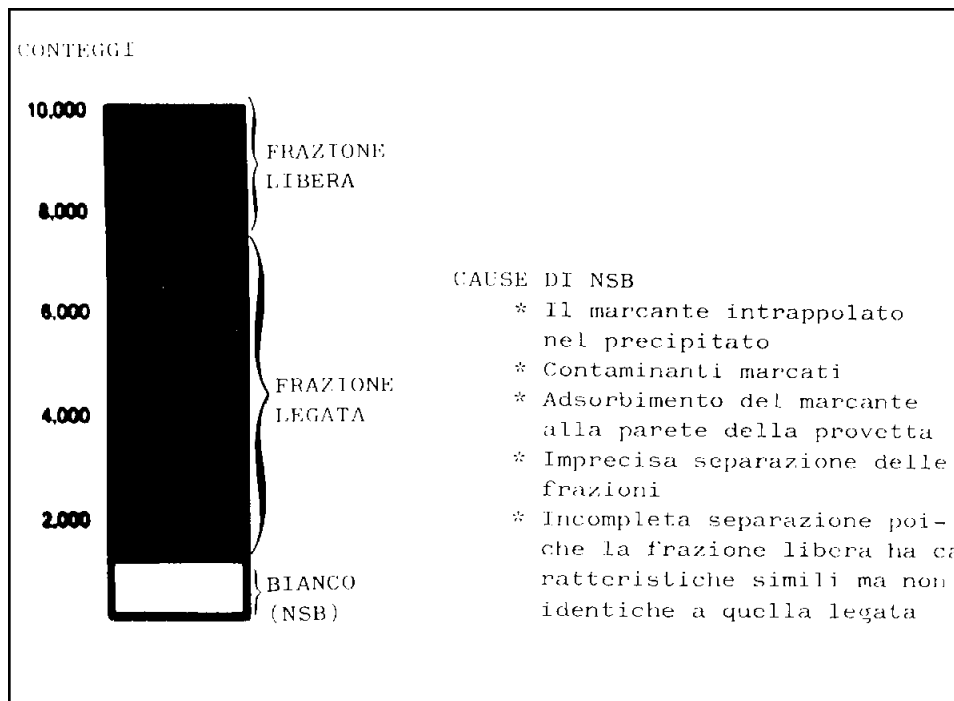 CONTEGGI
10,000
FRAZIONE
LIBERA
8,000
CAUSE DI NSB
* Il marcante intrappolato
nel precipitato
6,000
* Contaminanti marcati
FRAZIONE
LEGATA
* Adsorbimento del marcante
4,000
alla parete della provetta
* Imprecisa separazione delle
frazioni
2,000
* Incompleta separazione poi-
che la frazione libera ha ca
ratteristiche simili ma non
BIANCO
(NSB)
identiche a quella legata